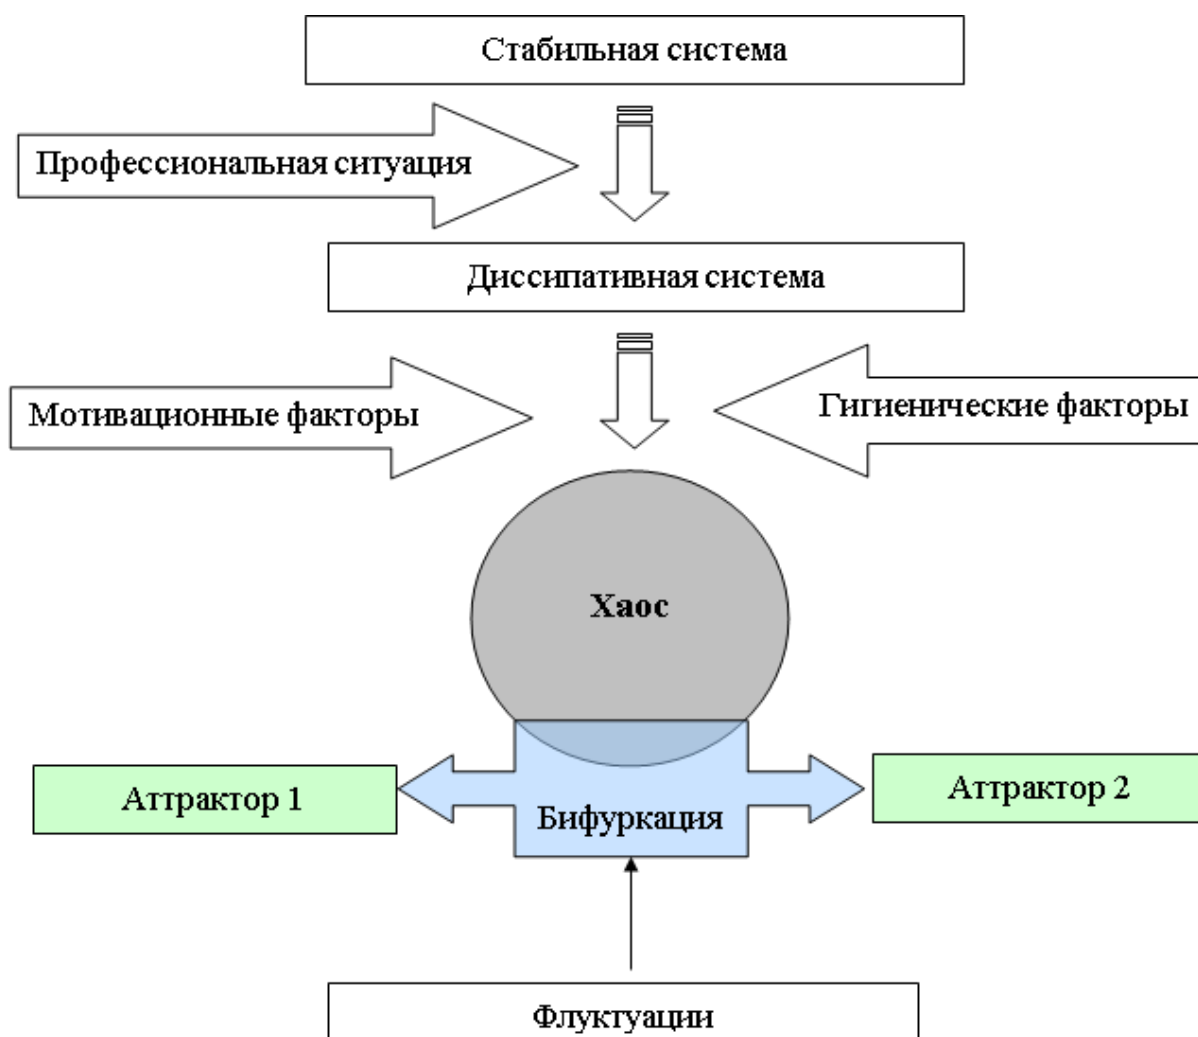 Стабильная система
Профессиональная ситуация
Диссипативная система
Мотивационные факторы
Гигиенические факторы
Хаос
Аттрактор 1
Бифуркация
Аттрактор 2
Флуктуации